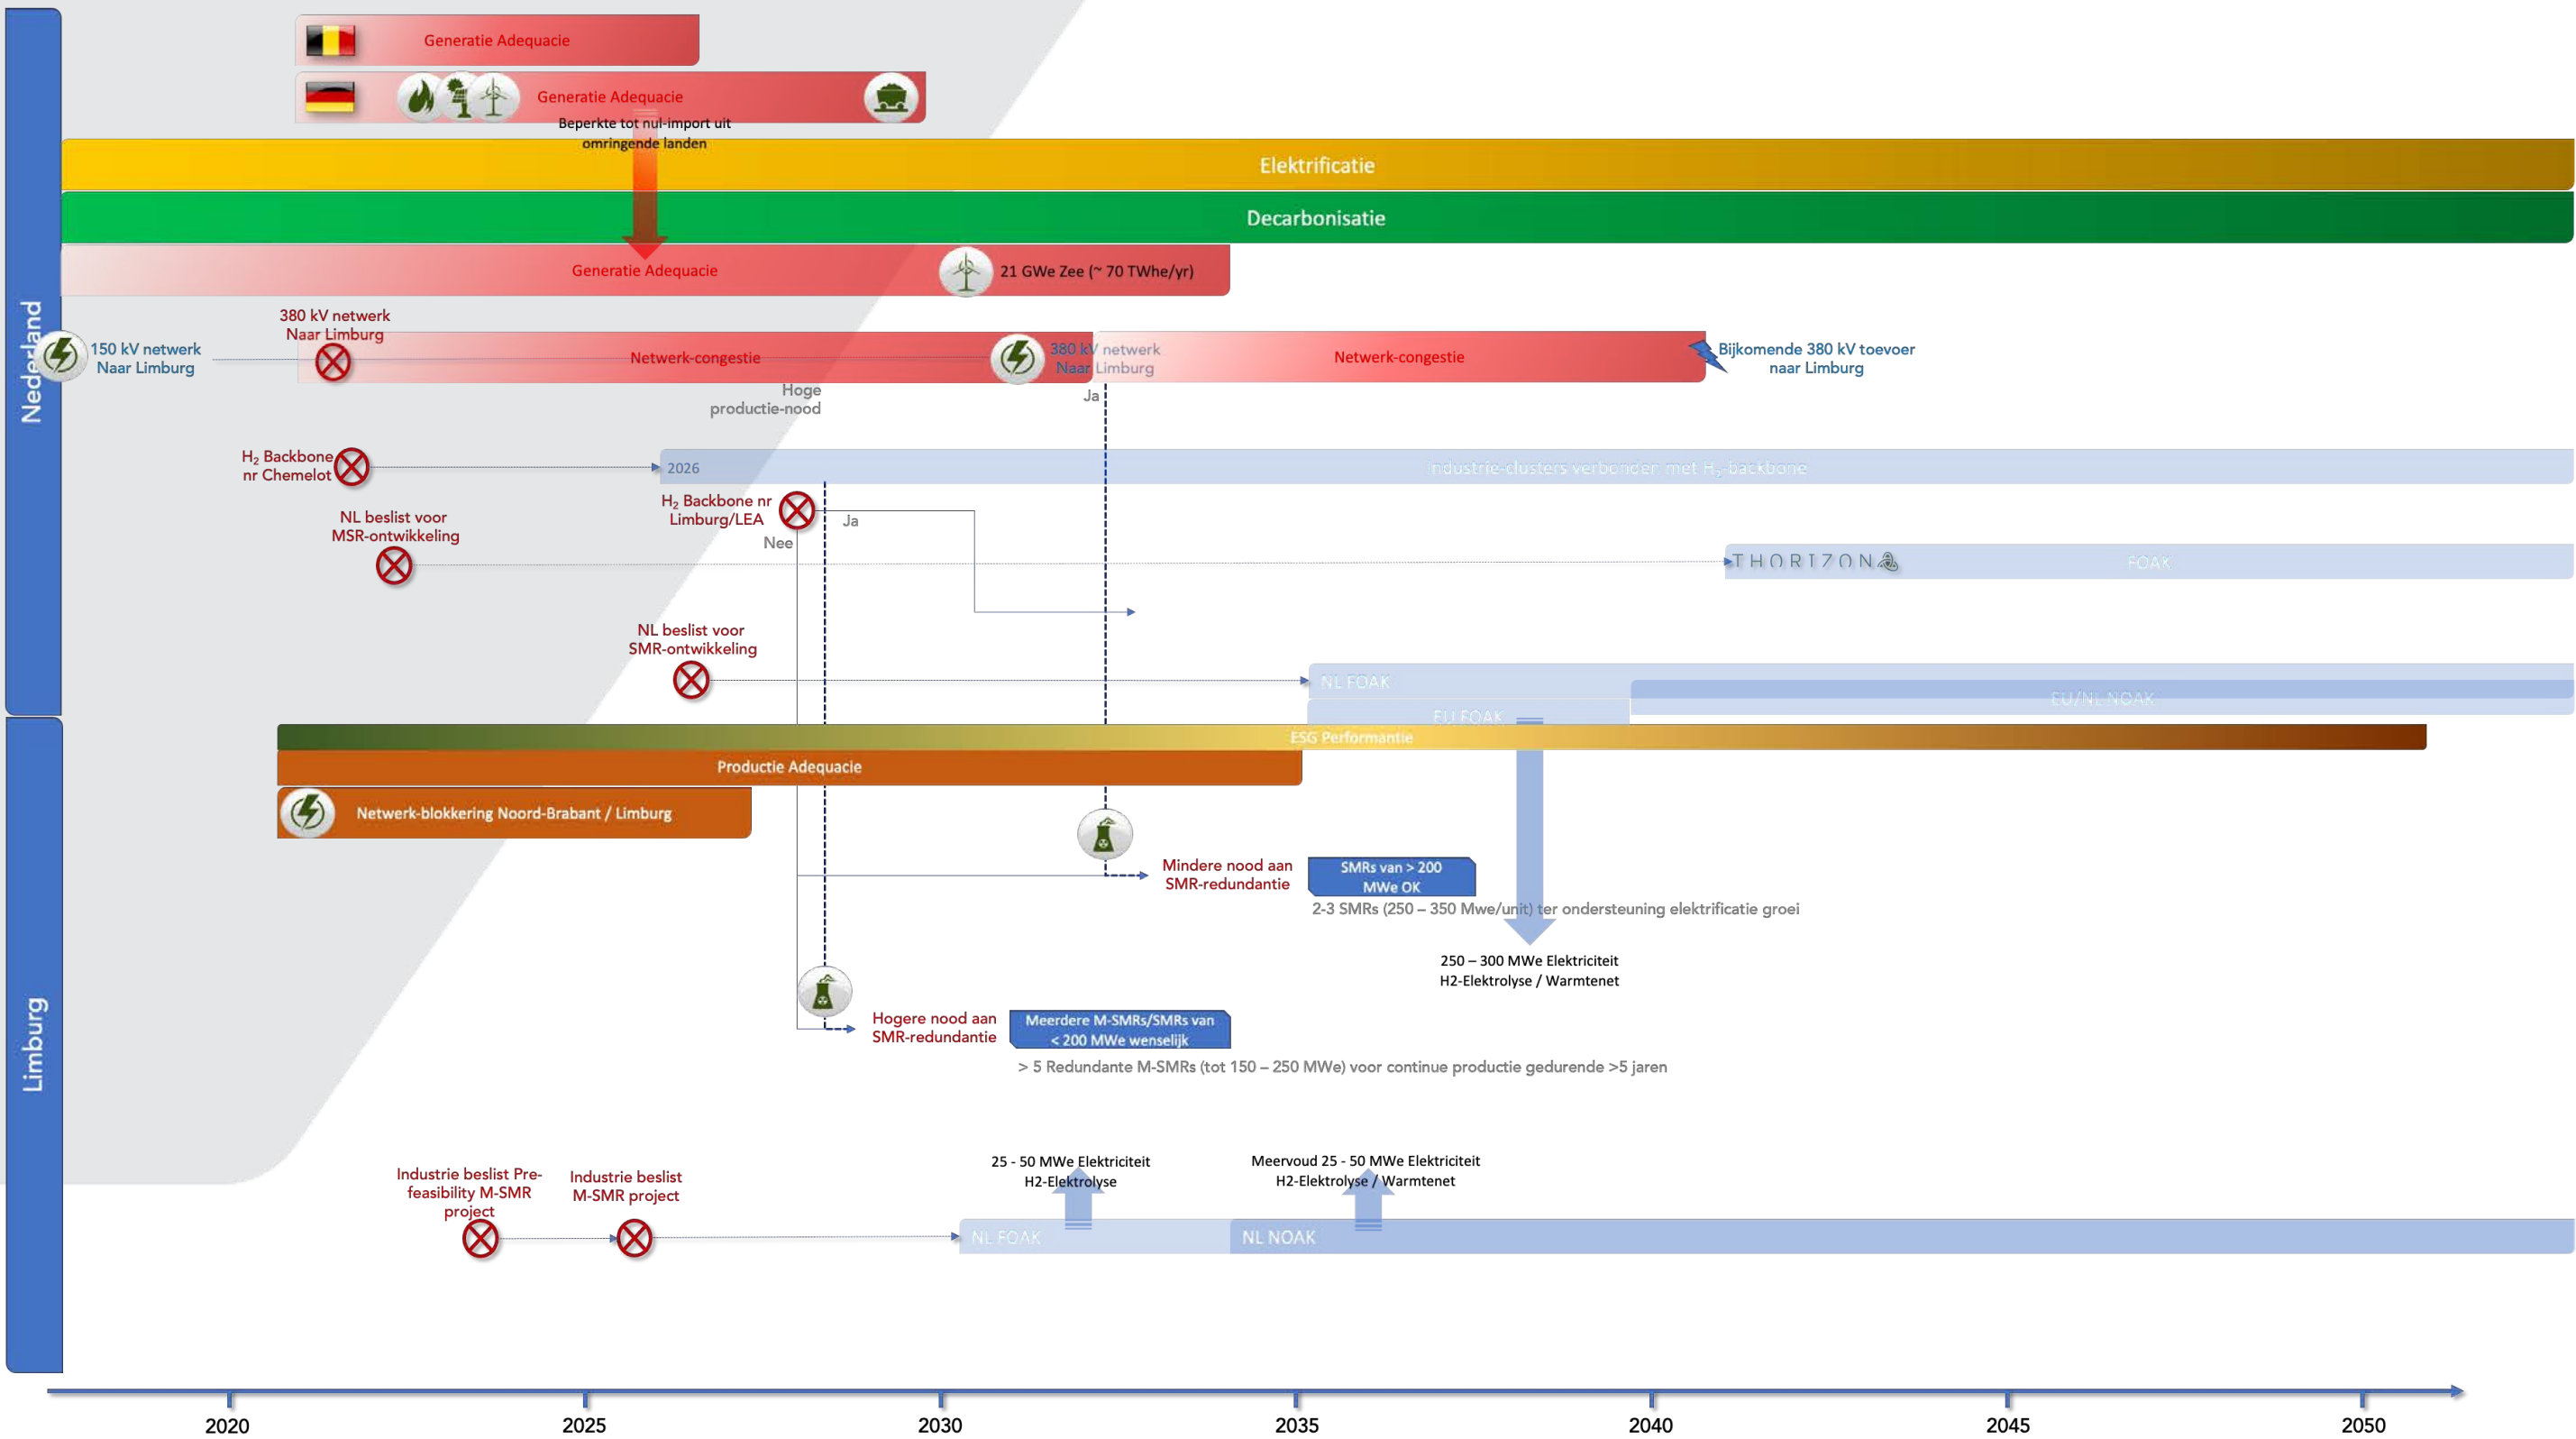 Nederland
Generatie Adequacie
Generatie Adequacie
Beperkte tot nul-import uit
omringende landen
Elektrificatie
Decarbonisatie
Generatie Adequacie
21 GWe Zee (~ 70 TWhe/yr)
380 kV netwerk
Naar Limburg
150 kV netwerk
Naar Limburg
Netwerk-congestie
380 kV netwerk
Naar Limburg
Netwerk-congestie
Bijkomende 380 kV toevoer
naar Limburg
Hoge
productie-nood
Ja
H₂ Backbone
nr Chemelot
2026
Industrie-clusters verbonden met H₂-backbone
H₂ Backbone nr
Limburg/LEA
Ja
Nee
NL beslist voor
MSR-ontwikkeling
THORIZON
FOAK
NL beslist voor
SMR-ontwikkeling
NL FOAK
EU/NL NOAK
EU FOAK
Limburg
ESG Performantie
Productie Adequacie
Netwerk-blokkering Noord-Brabant / Limburg
Mindere nood aan
SMR-redundantie
SMRs van > 200
MWe OK
2-3 SMRs (250 – 350 Mwe/unit) ter ondersteuning elektrificatie groei
250 – 300 MWe Elektriciteit
H2-Elektrolyse / Warmtenet
Hogere nood aan
SMR-redundantie
Meerdere M-SMRs/SMRs van
< 200 MWe wenselijk
> 5 Redundante M-SMRs (tot 150 – 250 MWe) voor continue productie gedurende >5 jaren
Industrie beslist Pre-
feasibility M-SMR
project
Industrie beslist
M-SMR project
25 - 50 MWe Elektriciteit
H2-Elektrolyse
Meervoud 25 - 50 MWe Elektriciteit
H2-Elektrolyse / Warmtenet
NL FOAK
NL NOAK
2020
2025
2030
2035
2040
2045
2050